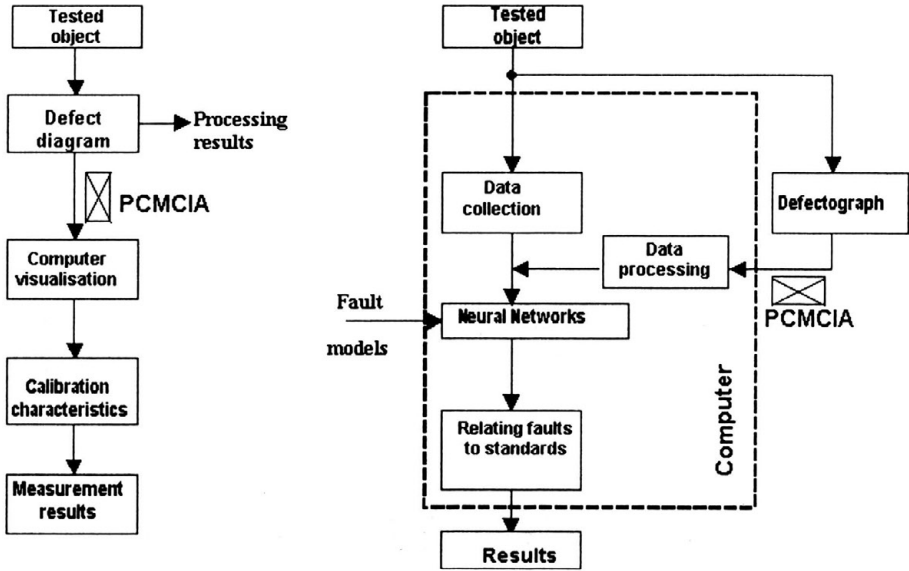 Tested
object
Defect
diagram
Processing
results
PCMCIA
Computer
visualisation
Calibration
characteristics
Measurement
results
Tested
object
Data
collection
Defectograph
Data
processing
PCMCIA
Fault
models
Neural Networks
Relating faults
to standards
Computer
Results